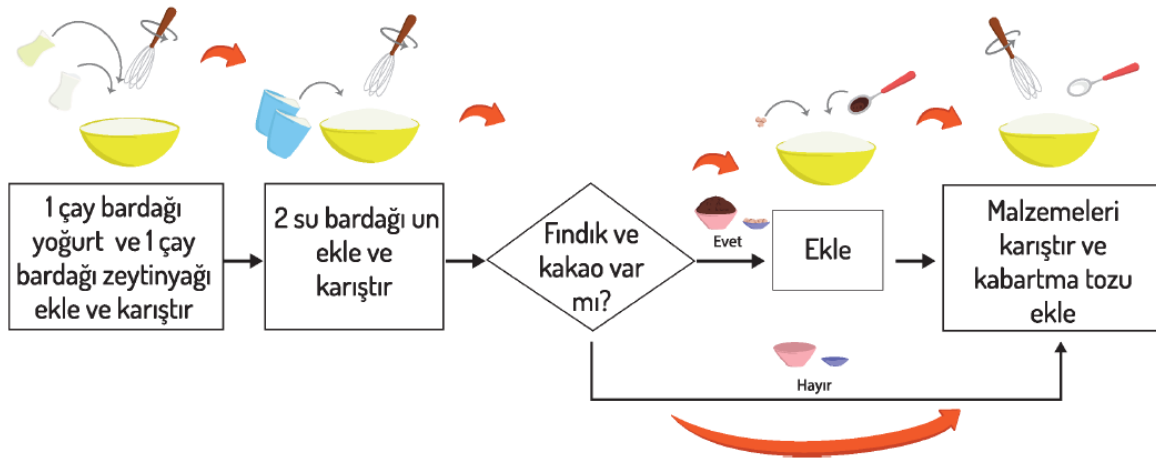 1 çay bardağı
yoğurt ve 1 çay
bardağı zeytinyağı
ekle ve karıştır
2 su bardağı un
ekle ve
karıştır
Fındık ve
kakao var
mı?
Evet
Ekle
Malzemeleri
karıştır ve
kabartma tozu
ekle
Hayır